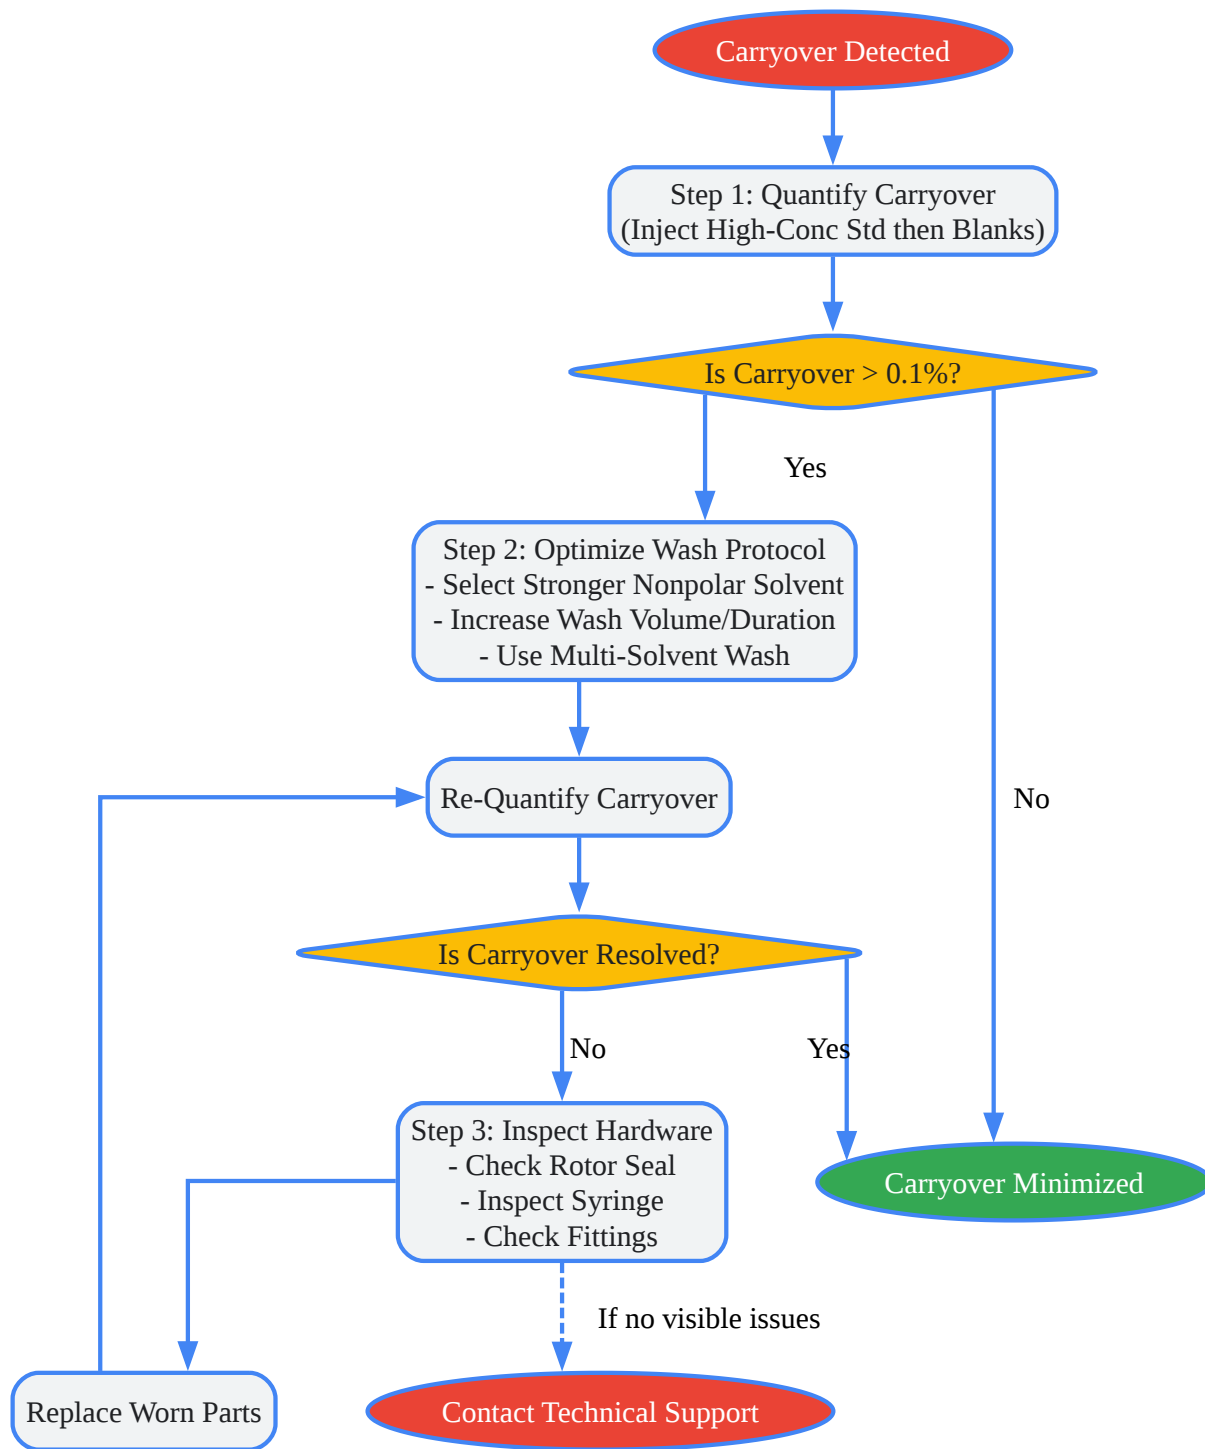 Carryover Detected
Step 1: Quantify Carryover
(Inject High-Conc Std then Blanks)
Is Carryover > 0.1%?
Yes
Step 2: Optimize Wash Protocol
- Select Stronger Nonpolar Solvent
- Increase Wash Volume/Duration
- Use Multi-Solvent Wash
Re-Quantify Carryover
No
Is Carryover Resolved?
No
Yes
Step 3: Inspect Hardware
- Check Rotor Seal
- Inspect Syringe
- Check Fittings
Carryover Minimized
If no visible issues
Replace Worn Parts
Contact Technical Support